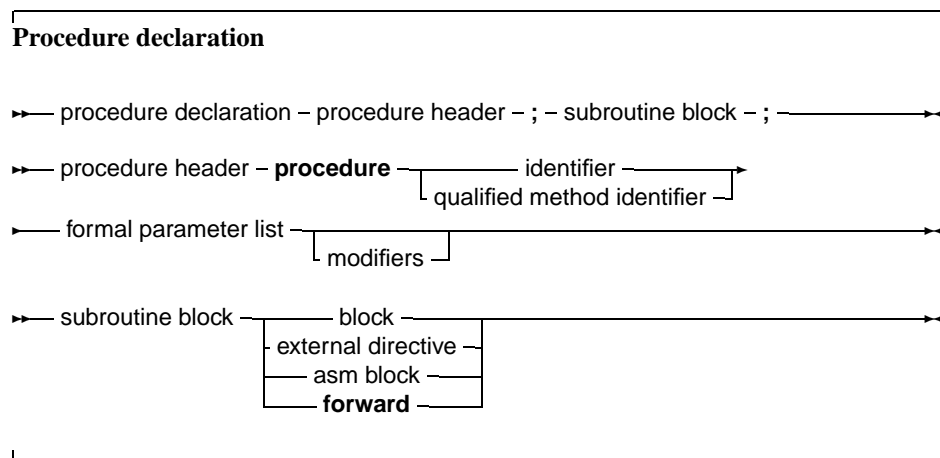 Procedure declaration
procedure declaration procedure header ; subroutine block ;
procedure header procedure identifier
qualified method identifier
formal parameter list
modifiers
subroutine block block
external directive
asm block
forward